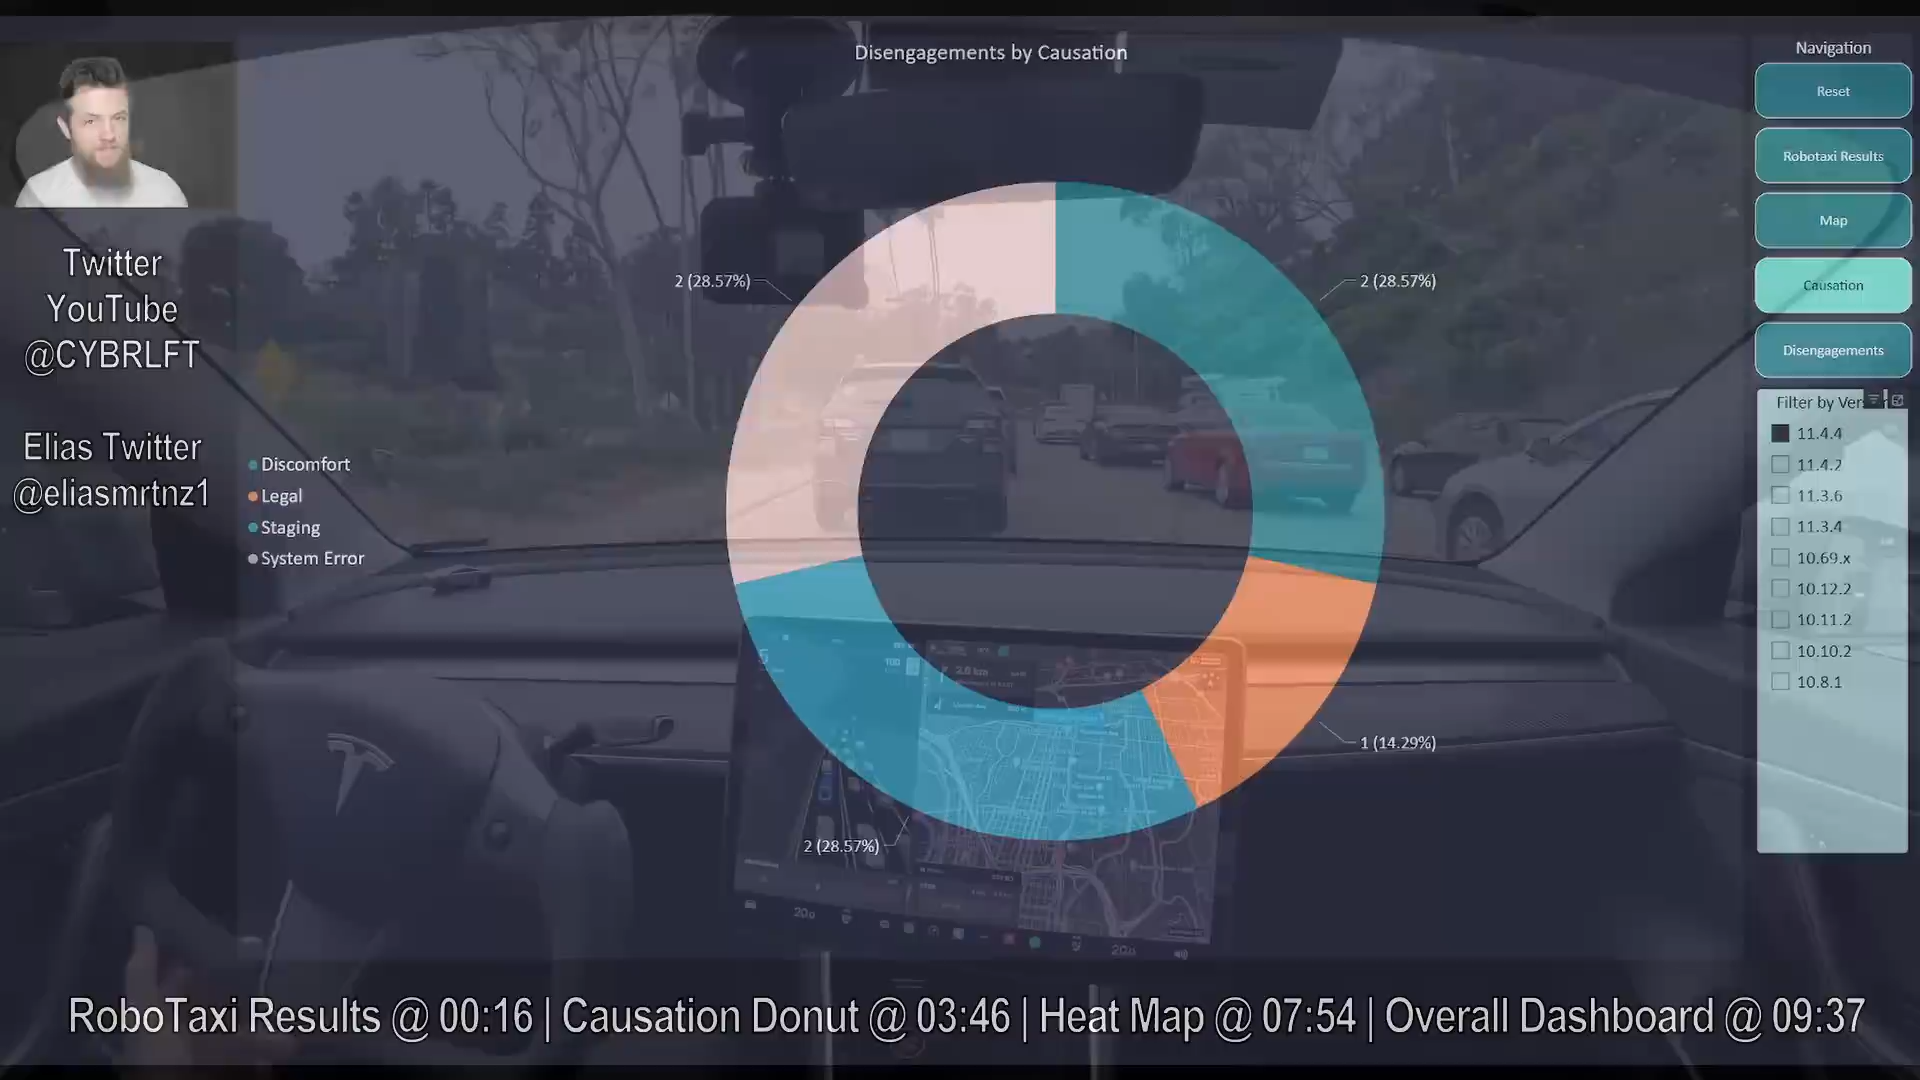 Disengagements by Causation
Navigation
Reset
Robotaxi Results
Map
Causation
Disengagements
Twitter
YouTube
@CYBRLFT
Elias Twitter
@eliasmrtnz1
Discomfort
Legal
Staging
System Error
2 (28.57%)
2 (28.57%)
1 (14.29%)
2 (28.57%)
Filter by
11.4.4
11.4.2
11.3.6
11.3.4
10.69.x
10.12.2
10.11.2
10.10.2
10.8.1
RoboTaxi Results @ 00:16 | Causation Donut @ 03:46 | Heat Map @ 07:54 | Overall Dashboard @ 09:37